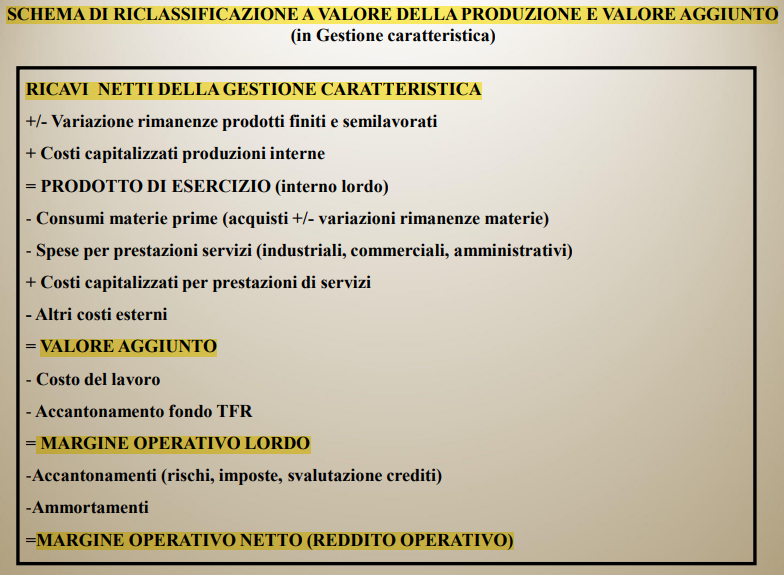 SCHEMA DI RICLASSIFICAZIONE A VALORE DELLA PRODUZIONE E VALORE AGGIUNTO
(in Gestione caratteristica)
RICAVI NETTI DELLA GESTIONE CARATTERISTICA
+/- Variazione rimanenze prodotti finiti e semilavorati
+ Costi capitalizzati produzioni interne
= PRODOTTO DI ESERCIZIO (interno lordo)
- Consumi materie prime (acquisti +/- variazioni rimanenze materie)
- Spese per prestazioni servizi (industriali, commerciali, amministrativi)
+ Costi capitalizzati per prestazioni di servizi
- Altri costi esterni
= VALORE AGGIUNTO
- Costo del lavoro
- Accantonamento fondo TFR
= MARGINE OPERATIVO LORDO
-Accantonamenti (rischi, imposte, svalutazione crediti)
-Ammortamenti
=MARGINE OPERATIVO NETTO (REDDITO OPERATIVO)